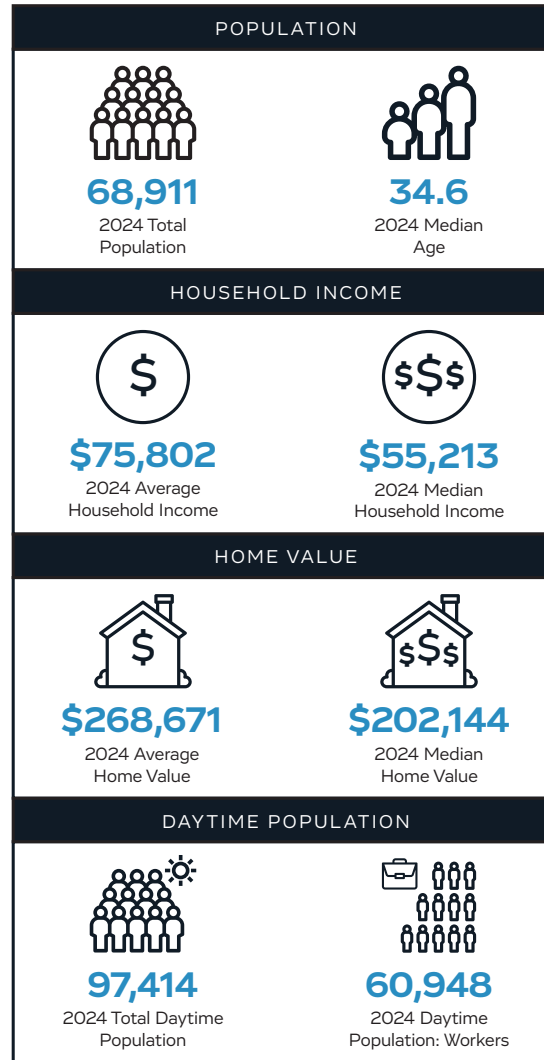 POPULATION
68,911
2024 Total
Population
34.6
2024 Median
Age
HOUSEHOLD INCOME
$
$75,802
2024 Average
Household Income
$$$
$55,213
2024 Median
Household Income
HOME VALUE
$
$268,671
2024 Average
Home Value
$$$
$202,144
2024 Median
Home Value
DAYTIME POPULATION
97,414
2024 Total Daytime
Population
60,948
2024 Daytime
Population: Workers